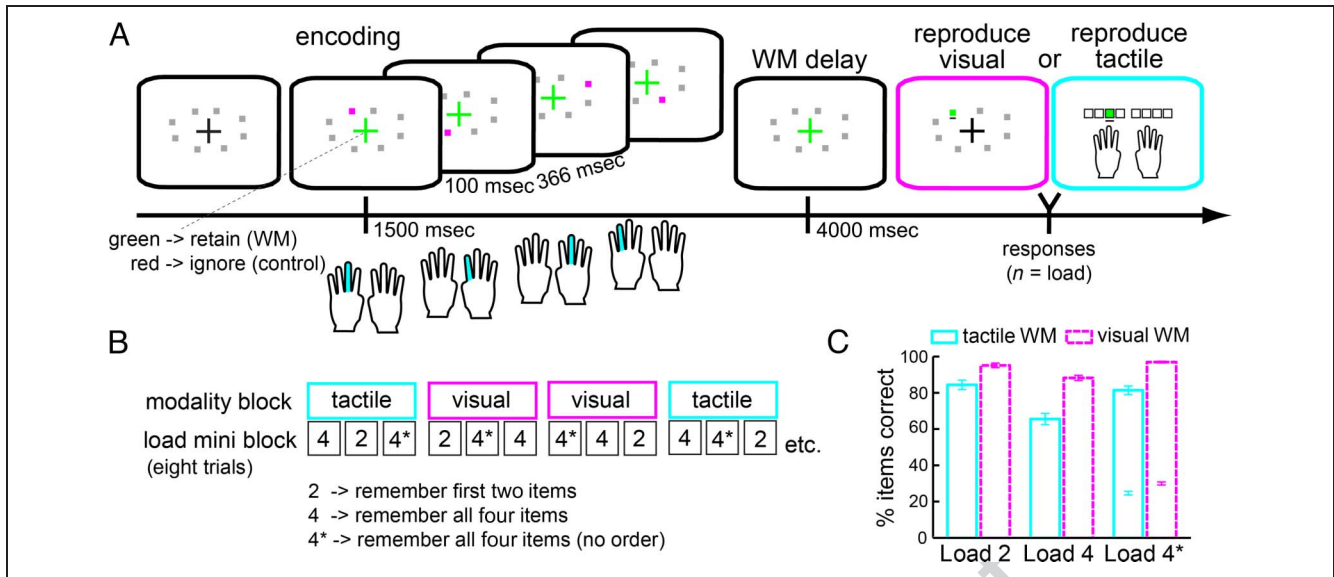 A
encoding
WM delay
reproduce visual
or
reproduce tactile
100 msec
366 msec
green -> retain (WM)
red -> ignore (control)
1500 msec
4000 msec
responses
(n = load)
B
modality block
tactile
visual
visual
tactile
load mini block
4 2 4* 2 4* 4 4* 4 2 4 4* 2 etc.
(eight trials)
2 -> remember first two items
4 -> remember all four items
4* -> remember all four items (no order)
C
tactile WM
visual WM
% items correct
100
80
60
40
20
0
Load 2 Load 4 Load 4*